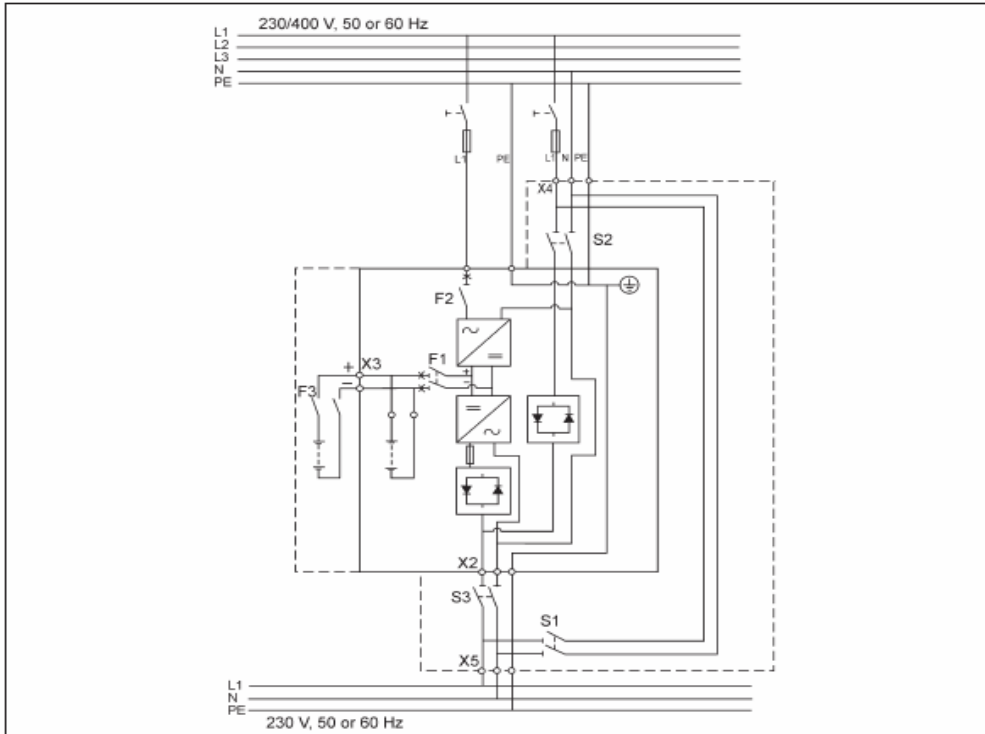 230/400 V, 50 or 60 Hz
L1
L2
L3
N
PE
L1
PE
L1 N PE
X4
S2
F2
X3
F1
+
−
+
−
F3
X2
S3
S1
X5
L1
N
PE
230 V, 50 or 60 Hz